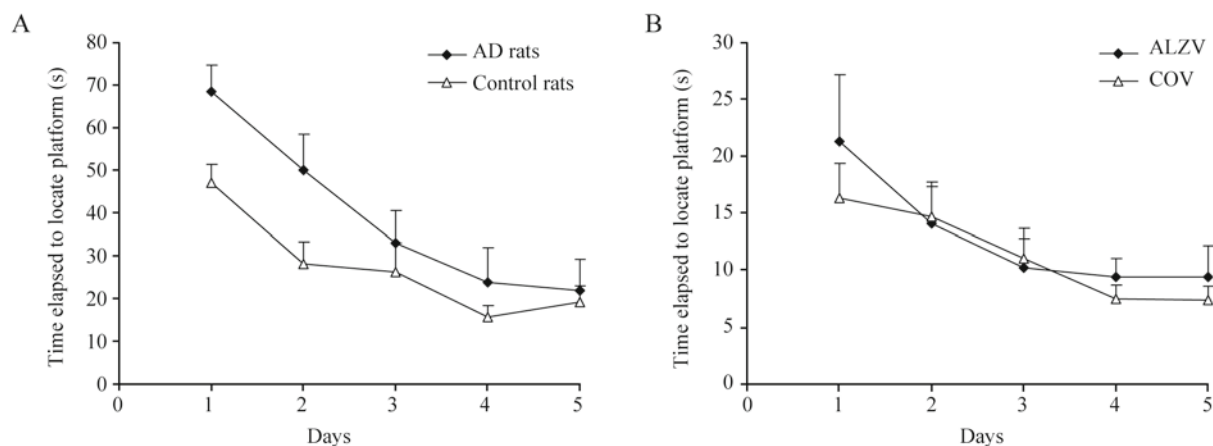 A
Time elapsed to locate platform (s)
80
70
60
50
40
30
20
10
0
0
1
2
3
4
5
Days
AD rats
Control rats
B
Time elapsed to locate platform (s)
30
25
20
15
10
5
0
0
1
2
3
4
5
Days
ALZV
COV